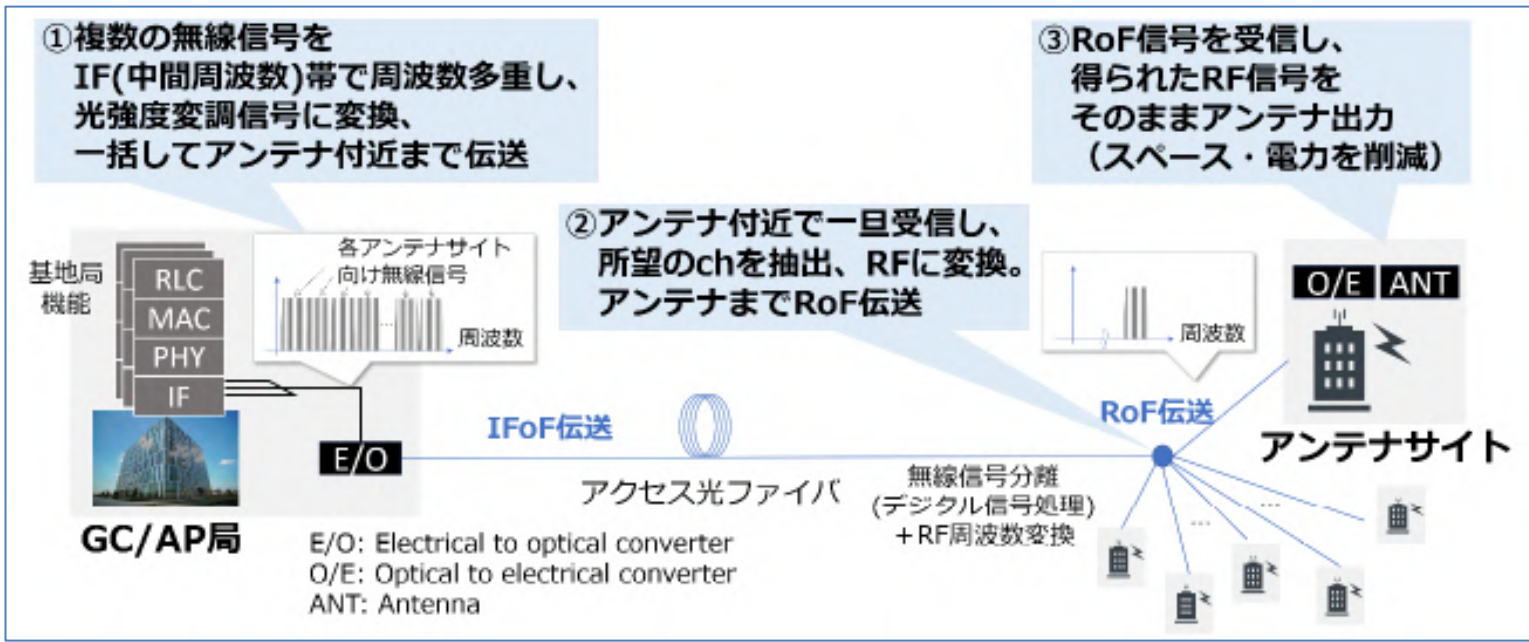 ①複数の無線信号を
IF(中間周波数)帯で周波数多重し、
光強度変調信号に変換、
一括してアンテナ付近まで伝送
③RoF信号を受信し、
得られたRF信号を
そのままアンテナ出力
（スペース・電力を削減）
②アンテナ付近で一旦受信し、
所望のchを抽出、RFに変換。
アンテナまでRoF伝送
基地局
機能
RLC
MAC
PHY
IF
各アンテナサイト
向け無線信号
...
周波数
周波数
O/E
ANT
IFoF伝送
RoF伝送
アンテナサイト
E/O
アクセス光ファイバ
無線信号分離
(デジタル信号処理)
＋RF周波数変換
...
...
GC/AP局
E/O: Electrical to optical converter
O/E: Optical to electrical converter
ANT: Antenna